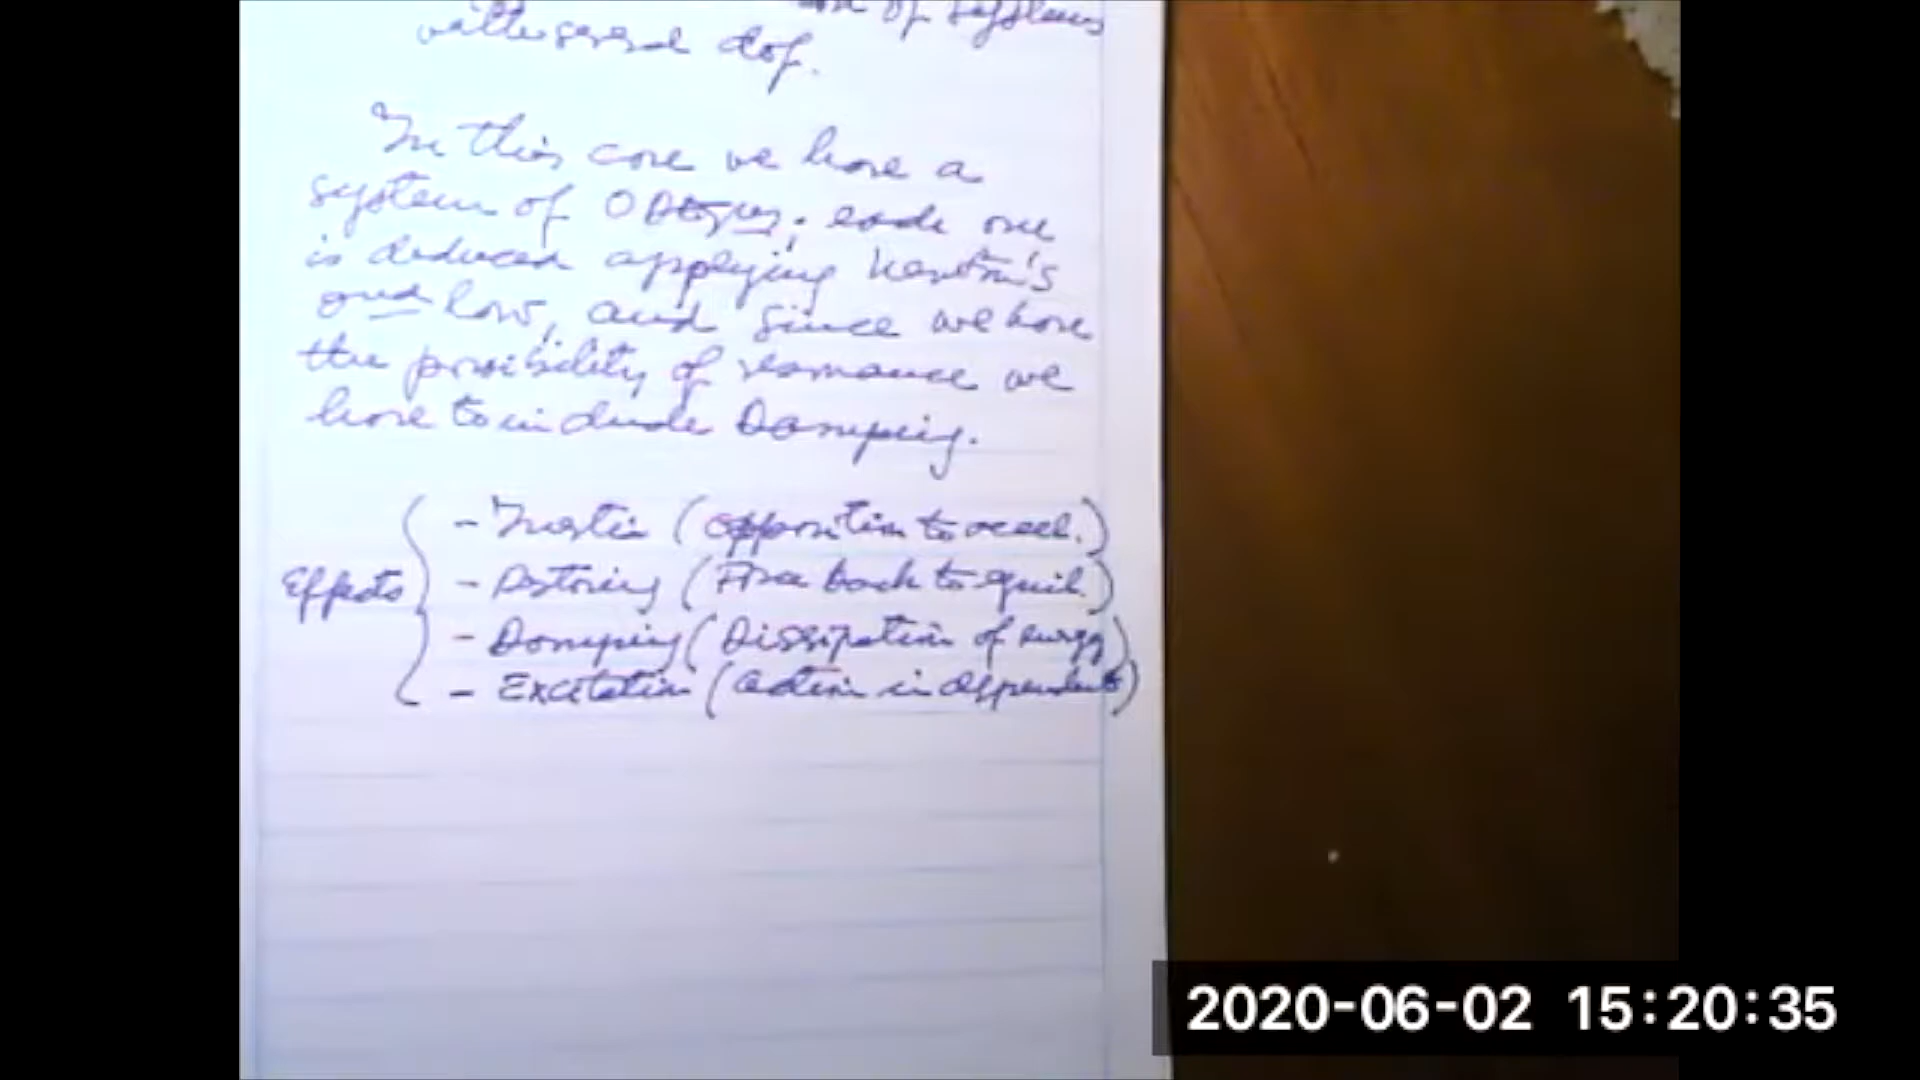 of systems
with several dof.
In this case we have a
system of ODEqns; each one
is deduced applying Newton's
2nd law, and since we have
the possibility of resonance we
have to include Damping.
- Inertia (opposition to accel.)
Effects - Restoring (Force back to equil.)
- Damping (Dissipation of energy)
- Excitation (action independent)
2020-06-02 15:20:35